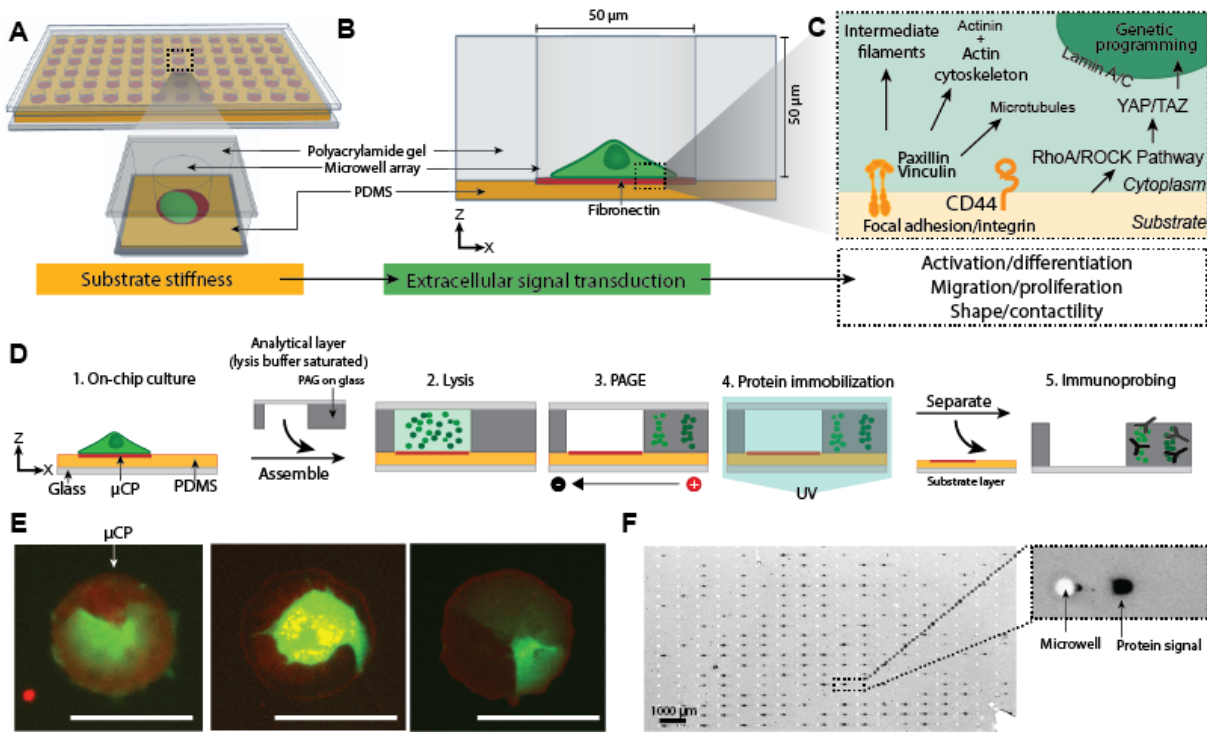 A
B
50 µm
50 µm
Polyacrylamide gel
Microwell array
PDMS
Fibronectin
Z
X
C
Intermediate
filaments
Actinin
+
Actin
cytoskeleton
Genetic
programming
Lamin A/C
Microtubules
YAP/TAZ
Paxillin
Vinculin
RhoA/ROCK Pathway
CD44
Cytoplasm
Focal adhesion/integrin
Substrate
Substrate stiffness
Extracellular signal transduction
Activation/differentiation
Migration/proliferation
Shape/contactility
D
1. On-chip culture
Z
X
Glass
µCP
PDMS
Analytical layer
(lysis buffer saturated)
PAG on glass
Assemble
2. Lysis
3. PAGE
-
+
4. Protein immobilization
UV
Separate
Substrate layer
5. Immunoprobing
E
µCP
F
1000 µm
Microwell
Protein signal